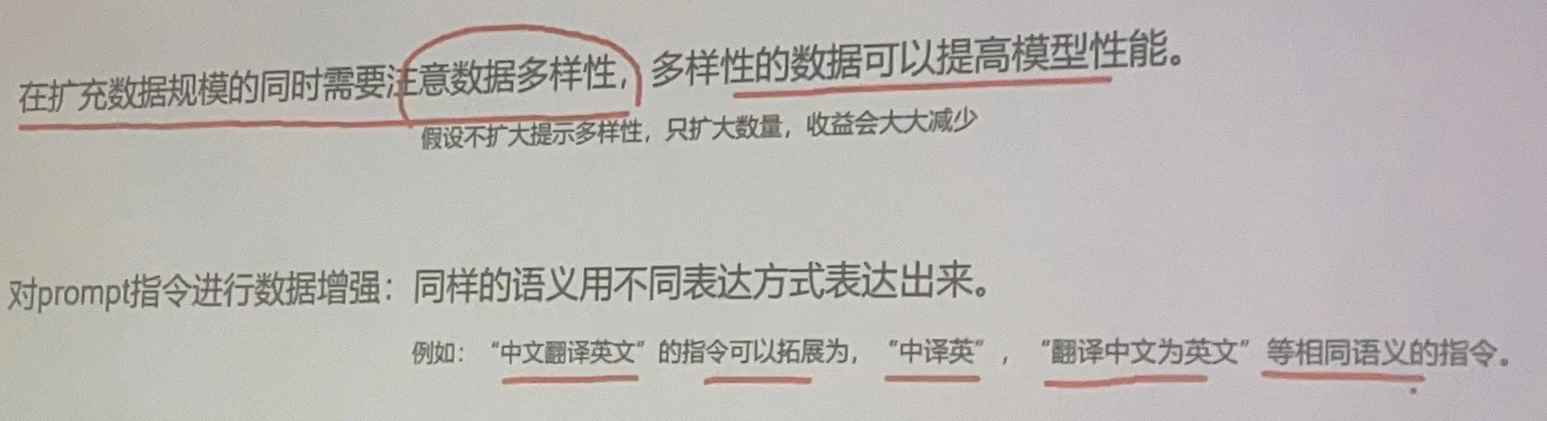 在扩充数据规模的同时需要注意数据多样性，多样性的数据可以提高模型性能。
假设不扩大提示多样性，只扩大数量，收益会大大减少
对prompt指令进行数据增强：同样的语义用不同表达方式表达出来。
例如：“中文翻译英文”的指令可以拓展为，“中译英”，“翻译中文为英文”等相同语义的指令。